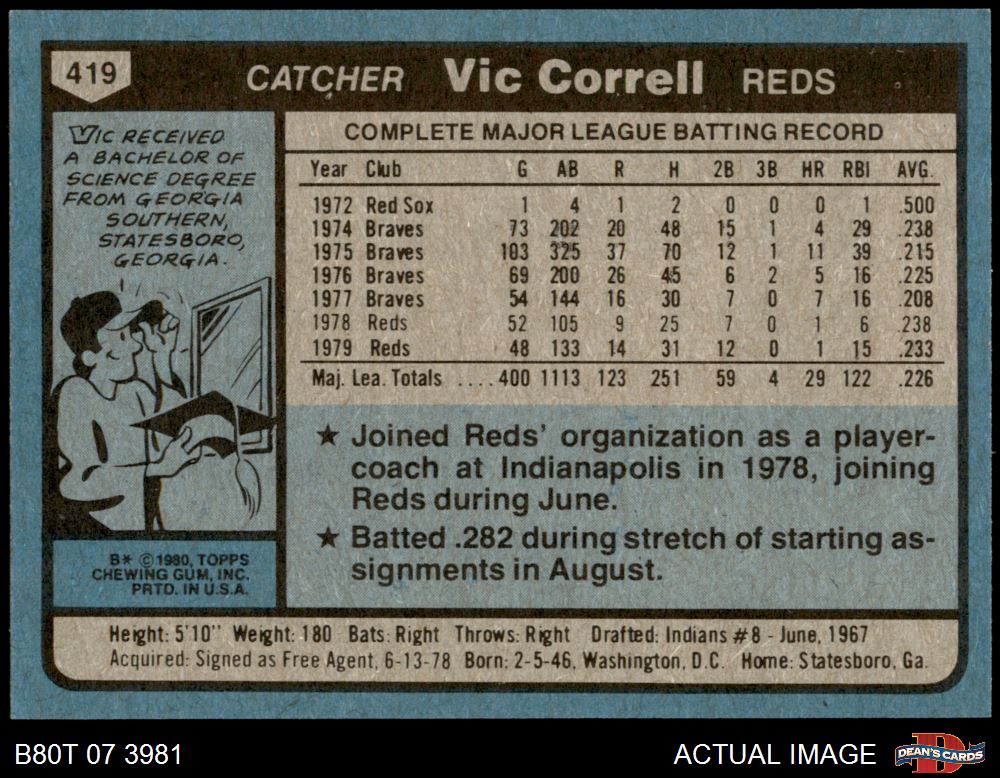 419 CATCHER Vic Correll REDS
VIC RECEIVED
A BACHELOR OF
SCIENCE DEGREE
FROM GEORGIA
SOUTHERN,
STATESBORO,
GEORGIA.
B* ©1980, TOPPS
CHEWING GUM, INC.
PRTD. IN U.S.A.
COMPLETE MAJOR LEAGUE BATTING RECORD
Year Club G AB R H 2B 3B HR RBI AVG.
1972 Red Sox 1 4 1 2 0 0 0 1 .500
1974 Braves 73 202 20 48 15 1 4 29 .238
1975 Braves 103 325 37 70 12 1 11 39 .215
1976 Braves 69 200 26 45 6 2 5 16 .225
1977 Braves 54 144 16 30 7 0 7 16 .208
1978 Reds 52 105 9 25 7 0 1 6 .238
1979 Reds 48 133 14 31 12 0 1 15 .233
Maj. Lea. Totals ....400 1113 123 251 59 4 29 122 .226
★ Joined Reds' organization as a player-
coach at Indianapolis in 1978, joining
Reds during June.
★ Batted .282 during stretch of starting as-
signments in August.
Height: 5'10" Weight: 180 Bats: Right Throws: Right Drafted: Indians #8 - June, 1967
Acquired: Signed as Free Agent, 6-13-78 Born: 2-5-46, Washington, D.C. Home: Statesboro, Ga.
B80T 07 3981 ACTUAL IMAGE DEAN'S CARDS